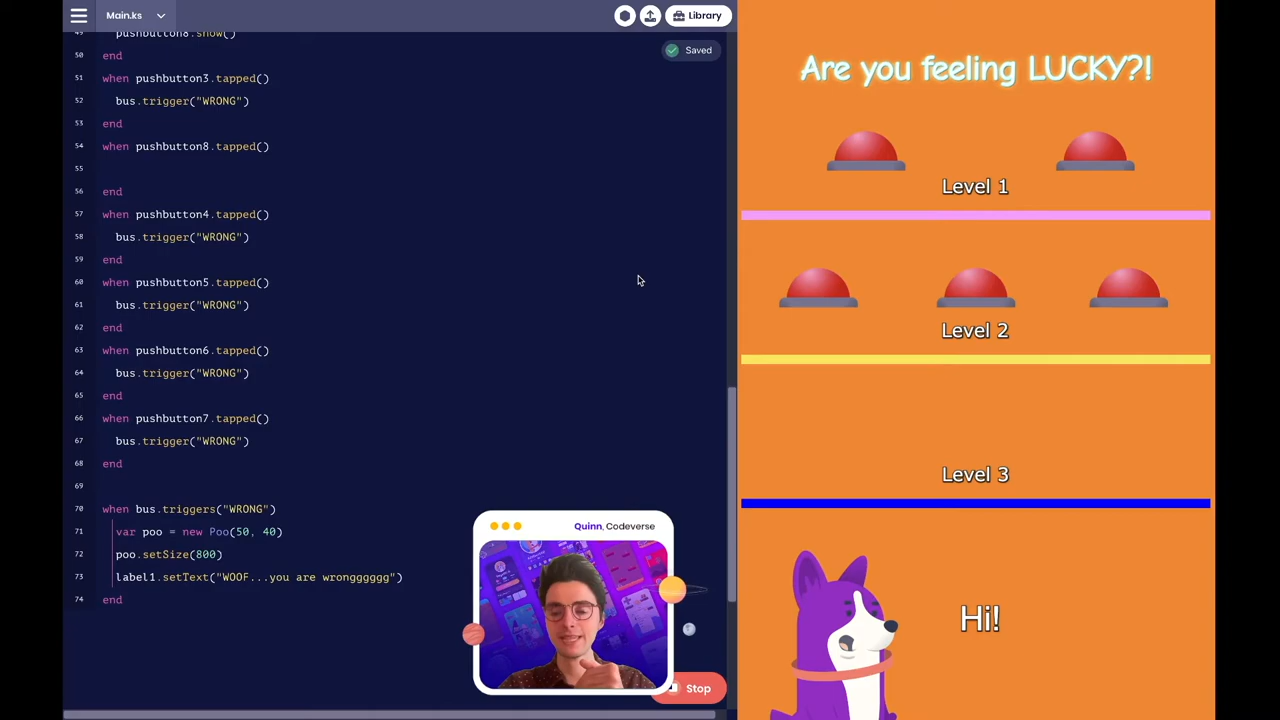 Main.ks
Library
Saved
49 pushbutton8.show()
50 end
51 when pushbutton3.tapped()
52 bus.trigger("WRONG")
53 end
54 when pushbutton8.tapped()
55
56 end
57 when pushbutton4.tapped()
58 bus.trigger("WRONG")
59 end
60 when pushbutton5.tapped()
61 bus.trigger("WRONG")
62 end
63 when pushbutton6.tapped()
64 bus.trigger("WRONG")
65 end
66 when pushbutton7.tapped()
67 bus.trigger("WRONG")
68 end
69
70 when bus.triggers("WRONG")
71 var poo = new Poo(50, 40)
72 poo.setSize(800)
73 label1.setText("WOOF...you are wrongggggg")
74 end
Quinn, Codeverse
Stop
Are you feeling LUCKY?!
Level 1
Level 2
Level 3
Hi!